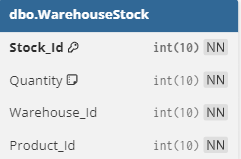 dbo.WarehouseStock
Stock_Id int(10) NN
Quantity int(10) NN
Warehouse_Id int(10) NN
Product_Id int(10) NN